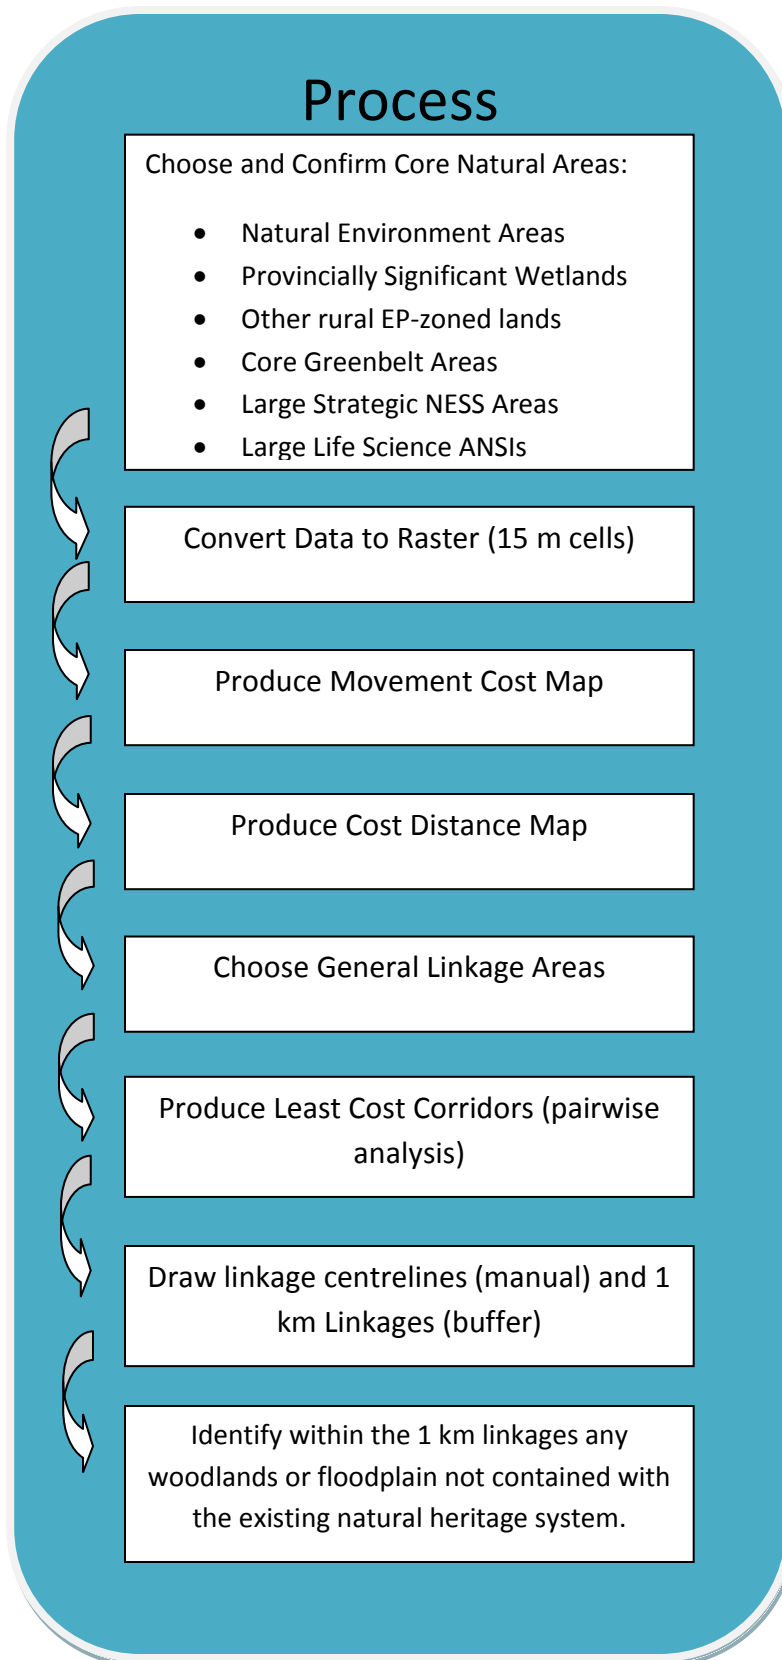 Process
Choose and Confirm Core Natural Areas:
• Natural Environment Areas
• Provincially Significant Wetlands
• Other rural EP-zoned lands
• Core Greenbelt Areas
• Large Strategic NESS Areas
• Large Life Science ANSIs
Convert Data to Raster (15 m cells)
Produce Movement Cost Map
Produce Cost Distance Map
Choose General Linkage Areas
Produce Least Cost Corridors (pairwise
analysis)
Draw linkage centrelines (manual) and 1
km Linkages (buffer)
Identify within the 1 km linkages any
woodlands or floodplain not contained with
the existing natural heritage system.